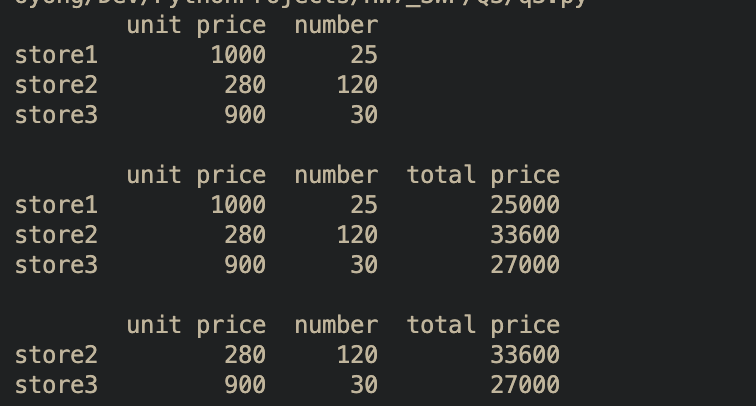 unit price  number
store1        1000      25
store2         280     120
store3         900      30
unit price  number  total price
store1        1000      25        25000
store2         280     120        33600
store3         900      30        27000
unit price  number  total price
store2         280     120        33600
store3         900      30        27000